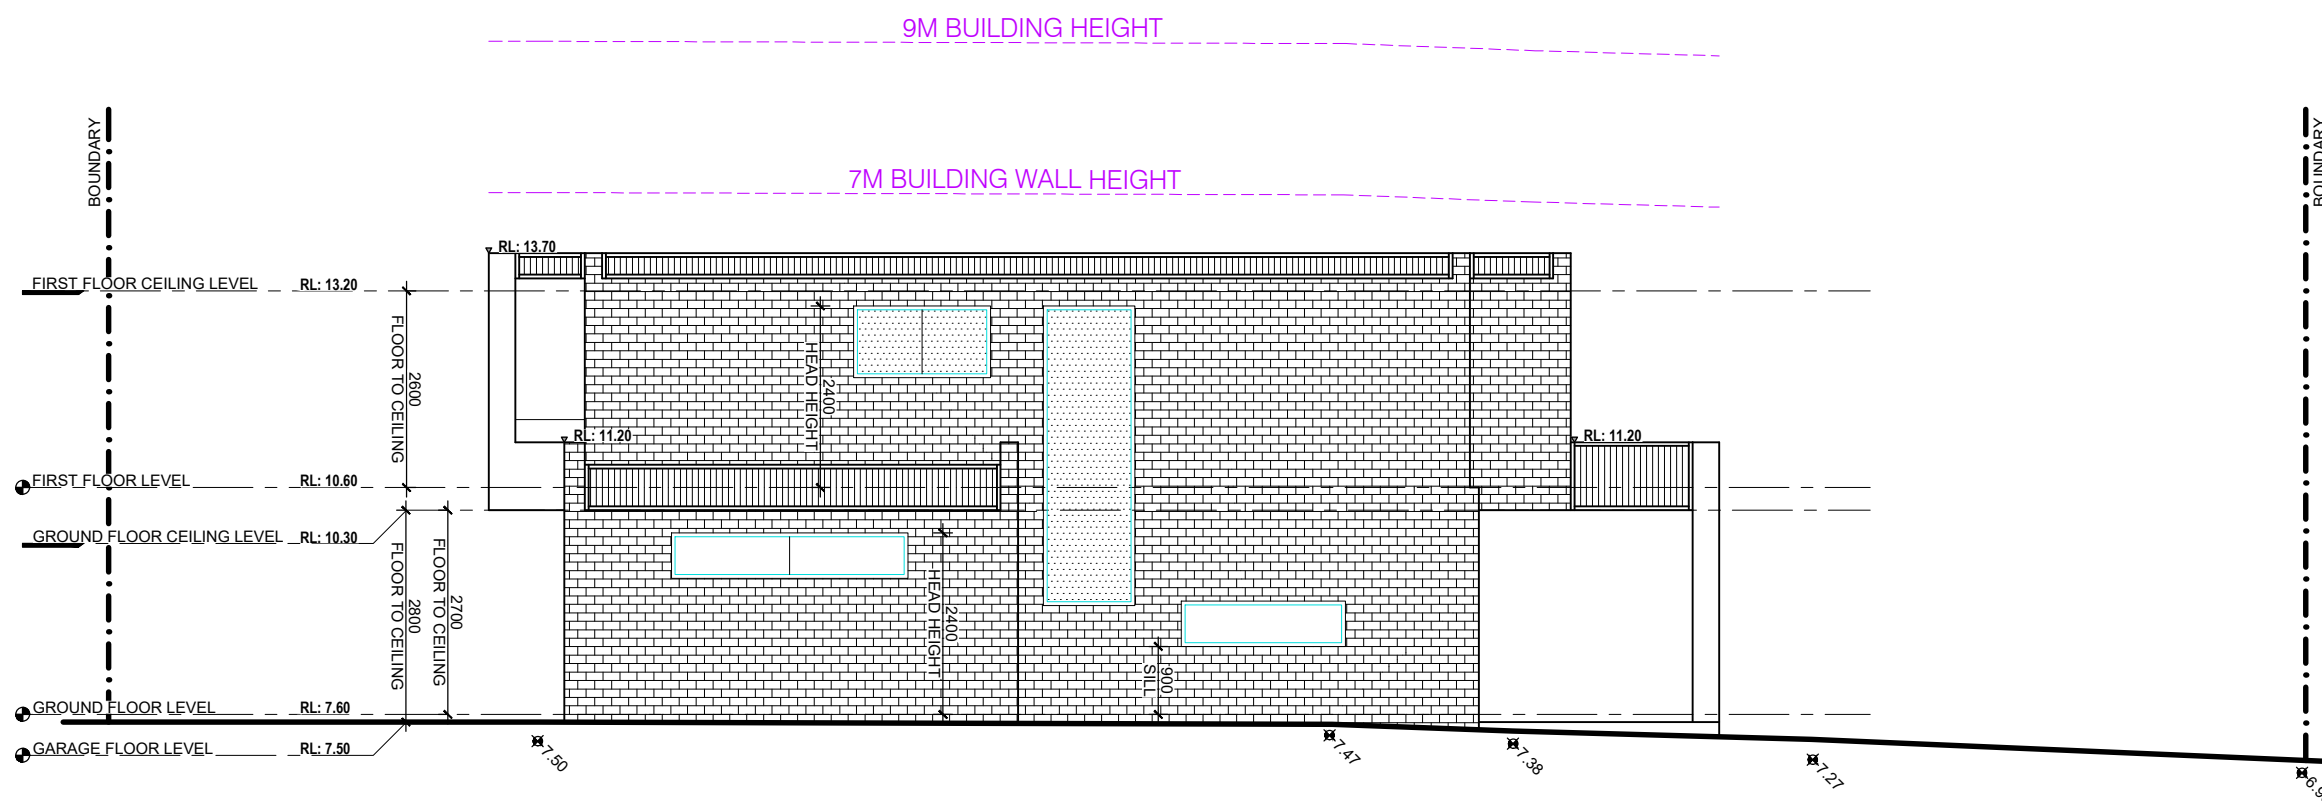 9M BUILDING HEIGHT
7M BUILDING WALL HEIGHT
BOUNDARY
BOUNDARY
RL: 13.70
FIRST FLOOR CEILING LEVEL RL: 13.20
2600
FLOOR TO CEILING
2400
HEAD HEIGHT
RL: 11.20
RL: 11.20
FIRST FLOOR LEVEL RL: 10.60
GROUND FLOOR CEILING LEVEL RL: 10.30
2800
FLOOR TO CEILING
2700
FLOOR TO CEILING
2400
HEAD HEIGHT
900
SILL
GROUND FLOOR LEVEL RL: 7.60
GARAGE FLOOR LEVEL RL: 7.50
7.50
7.47
7.38
7.27